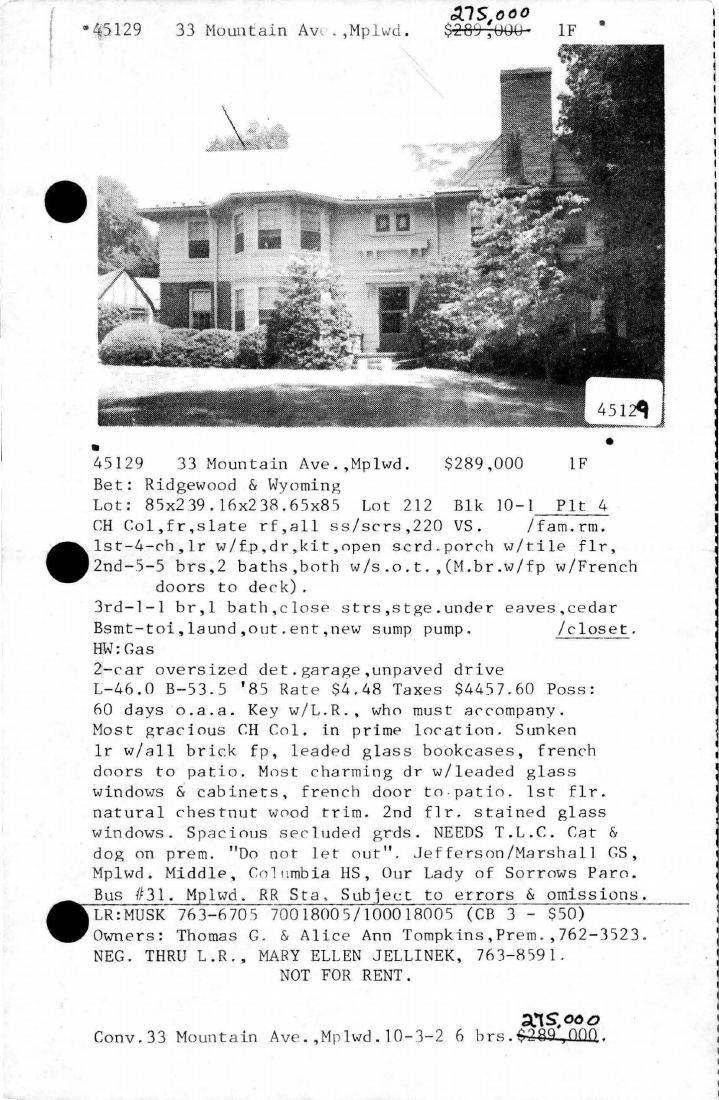 275,000
45129 33 Mountain Ave.,Mplwd. $289,000 1F
45129
45129 33 Mountain Ave.,Mplwd. $289,000 1F
Bet: Ridgewood & Wyoming
Lot: 85x239.16x238.65x85 Lot 212 Blk 10-1 Plt 4
CH Col,fr,slate rf,all ss/scrs,220 VS. /fam.rm.
1st-4-ch,lr w/fp,dr,kit,open scrd.porch w/tile flr,
2nd-5-5 brs,2 baths,both w/s.o.t.,(M.br.w/fp w/French
doors to deck).
3rd-1-1 br,1 bath,close strs,stge.under eaves,cedar
Bsmt-toi,laund,out.ent,new sump pump. /closet.
HW:Gas
2-car oversized det.garage,unpaved drive
L-46.0 B-53.5 '85 Rate $4.48 Taxes $4457.60 Poss:
60 days o.a.a. Key w/L.R., who must accompany.
Most gracious CH Col. in prime location. Sunken
lr w/all brick fp, leaded glass bookcases, french
doors to patio. Most charming dr w/leaded glass
windows & cabinets, french door to patio. 1st flr.
natural chestnut wood trim. 2nd flr. stained glass
windows. Spacious secluded grds. NEEDS T.L.C. Cat &
dog on prem. "Do not let out". Jefferson/Marshall GS,
Mplwd. Middle, Columbia HS, Our Lady of Sorrows Paro.
Bus #31. Mplwd. RR Sta. Subject to errors & omissions.
LR:MUSK 763-6705 70018005/100018005 (CB 3 - $50)
Owners: Thomas G. & Alice Ann Tompkins,Prem.,762-3523.
NEG. THRU L.R., MARY ELLEN JELLINEK, 763-8591.
NOT FOR RENT.
275,000
Conv.33 Mountain Ave.,Mplwd.10-3-2 6 brs.$289,000.